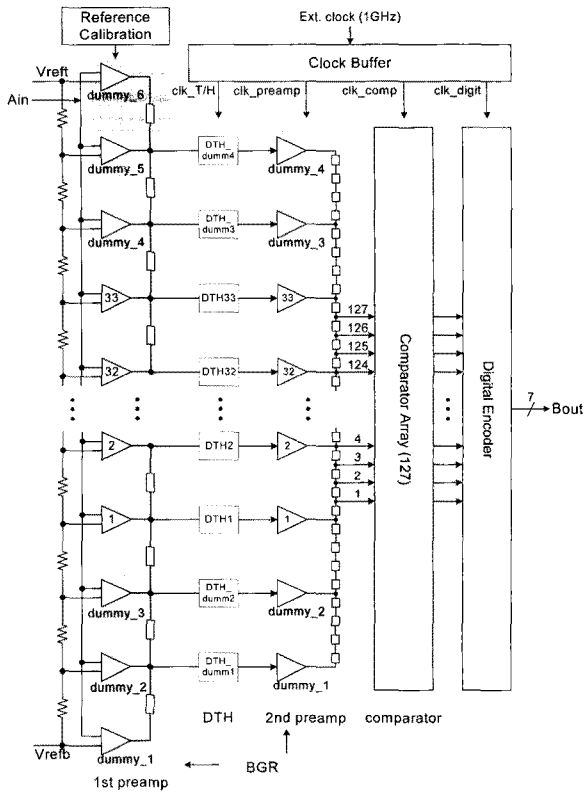 Reference
Calibration
Ext. clock (1GHz)
Clock Buffer
Vreft
Ain
dummy_6
clk_T/H
clk_preamp
clk_comp
clk_digit
dummy_5
DTH_
dumm4
dummy_4
dummy_4
DTH_
dumm3
dummy_3
33
DTH33
33
127
126
125
124
32
DTH32
32
Comparator Array (127)
Digital Encoder
7
Bout
2
DTH2
2
4
3
2
1
1
DTH1
1
dummy_3
DTH_
dumm2
dummy_2
dummy_2
DTH_
dumm1
dummy_1
Vrefb
dummy_1
DTH
2nd preamp
comparator
1st preamp
BGR